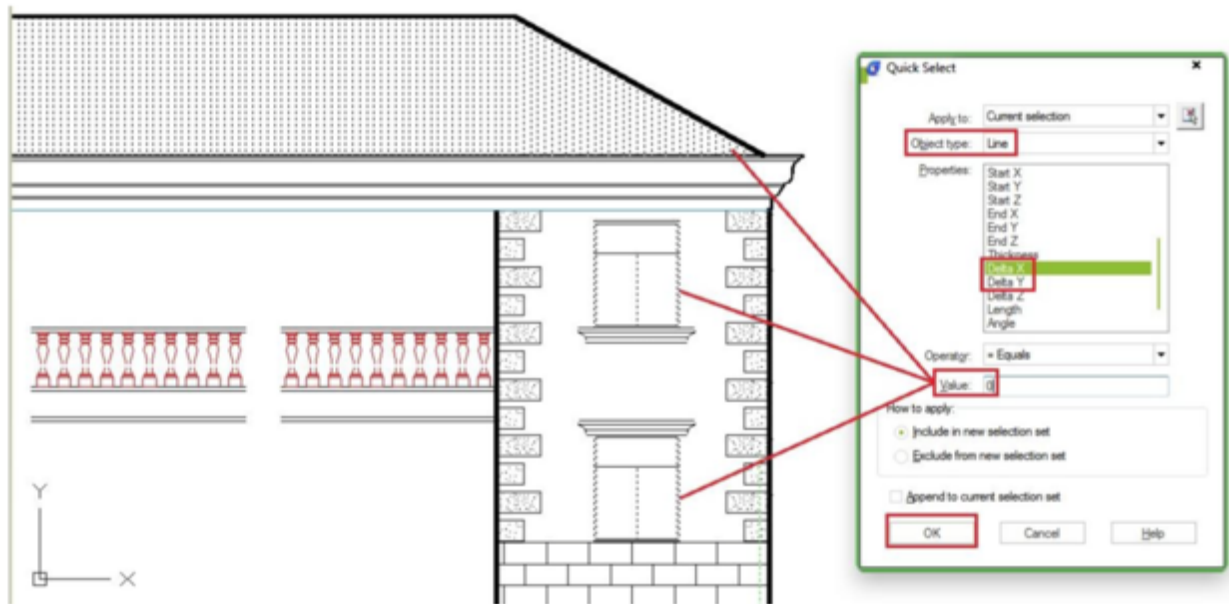 Quick Select
Apply to: Current selection
Object type: Line
Properties: Start X
Start Y
Start Z
End X
End Y
End Z
Thickness
Delta X
Delta Y
Delta Z
Length
Angle
Operator: = Equals
Value: 0
How to apply:
Include in new selection set
Exclude from new selection set
Append to current selection set
OK Cancel Help
Y
X